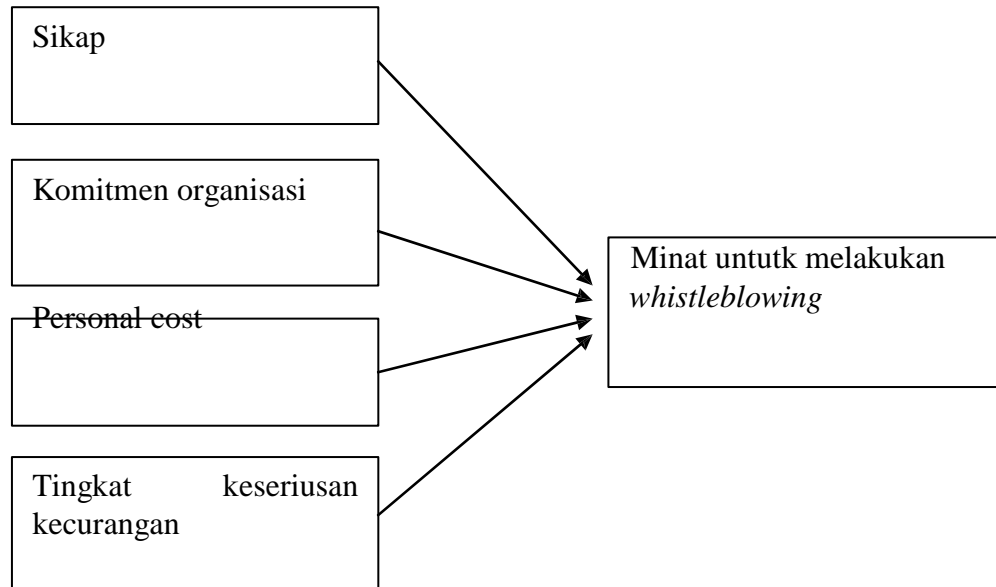 Sikap
Komitmen organisasi
Personal cost
Tingkat keseriusan
kecurangan
Minat untutk melakukan
whistleblowing